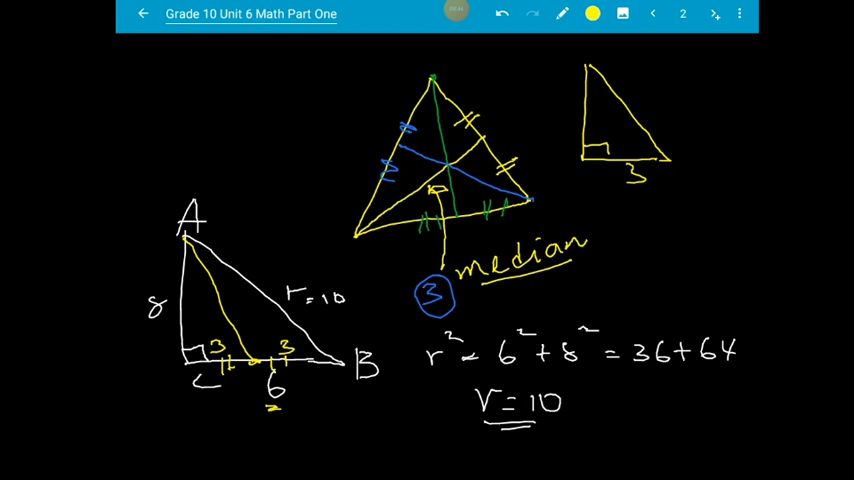 Grade 10 Unit 6 Math Part One
2
3
median
3
A
8
r = 10
3
3
C
6
B
r² = 6² + 8² = 36 + 64
r = 10